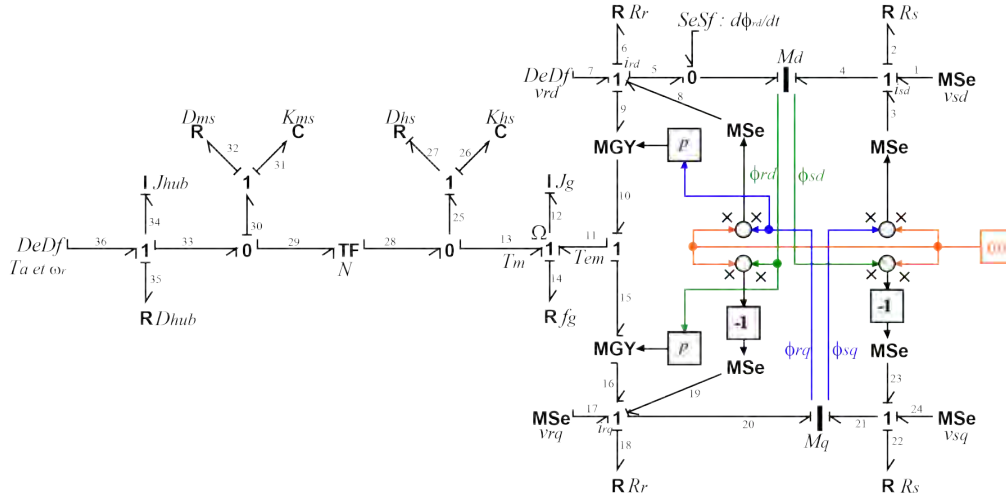 R Rr
SeSf : dϕrd/dt
R Rs
6
2
DeDf
7
1
ird
5
0
Md
4
1
1
MSe
vrd
Isd
vsd
9
8
3
Dms
Kms
Dhs
Khs
R
C
R
C
MSe
MSe
32
31
27
26
MGY
p
ϕrd
ϕsd
I Jhub
1
1
I Jg
10
34
30
25
12
Ω
DeDf
36
1
33
0
29
TF
28
0
13
1
11
1
Ta et ωr
N
Tm
Tem
35
14
15
R Dhub
R fg
-1
-1
MGY
p
ϕrq
ϕsq
MSe
MSe
16
19
23
MSe
17
1
20
21
1
24
MSe
vrq
Irq
Mq
vsq
18
22
R Rr
R Rs